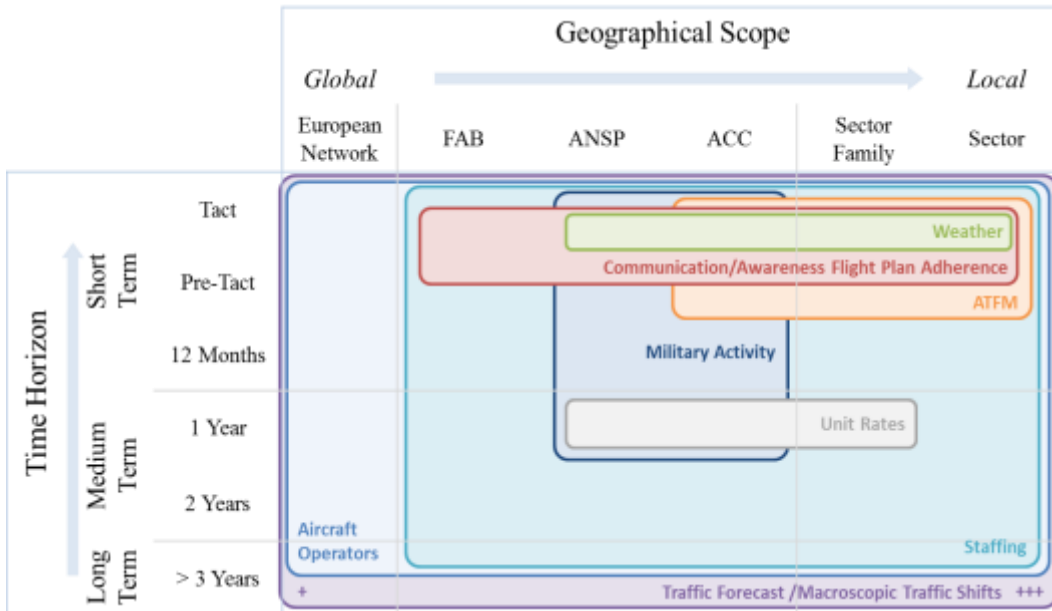 Geographical Scope
Global
Local
European
Network
FAB
ANSP
ACC
Sector
Family
Sector
Time Horizon
Short
Term
Medium
Term
Long
Term
Tact
Pre-Tact
12 Months
1 Year
2 Years
> 3 Years
Weather
Communication/Awareness Flight Plan Adherence
ATFM
Military Activity
Unit Rates
Aircraft
Operators
Staffing
+
Traffic Forecast /Macroscopic Traffic Shifts +++